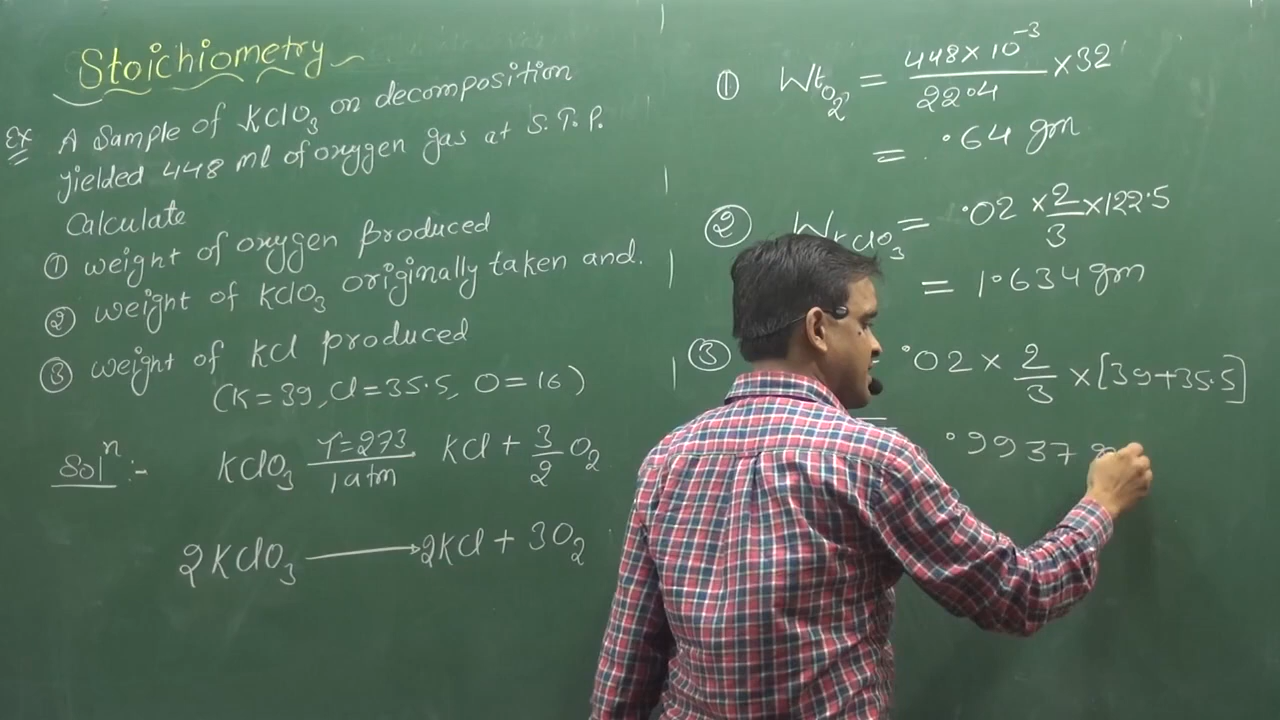 Stoichiometry
Ex A Sample of KClO3 on decomposition
yielded 448 ml of oxygen gas at S.T.P.
Calculate
① weight of oxygen produced
② weight of KClO3 originally taken and.
③ weight of KCl produced
(K=39, Cl=35.5, O=16)
Solⁿ:- KClO3 T=273 / 1 atm KCl + 3/2 O2
2KClO3 ⟶ 2KCl + 3O2
① WtO2 = 448×10⁻³ / 22.4 ×32
= .64 gm
② WtKClO3 = .02 × 2/3 × 122.5
= 1.634 gm
③ = .02 × 2/3 × [39+35.5]
= .9937